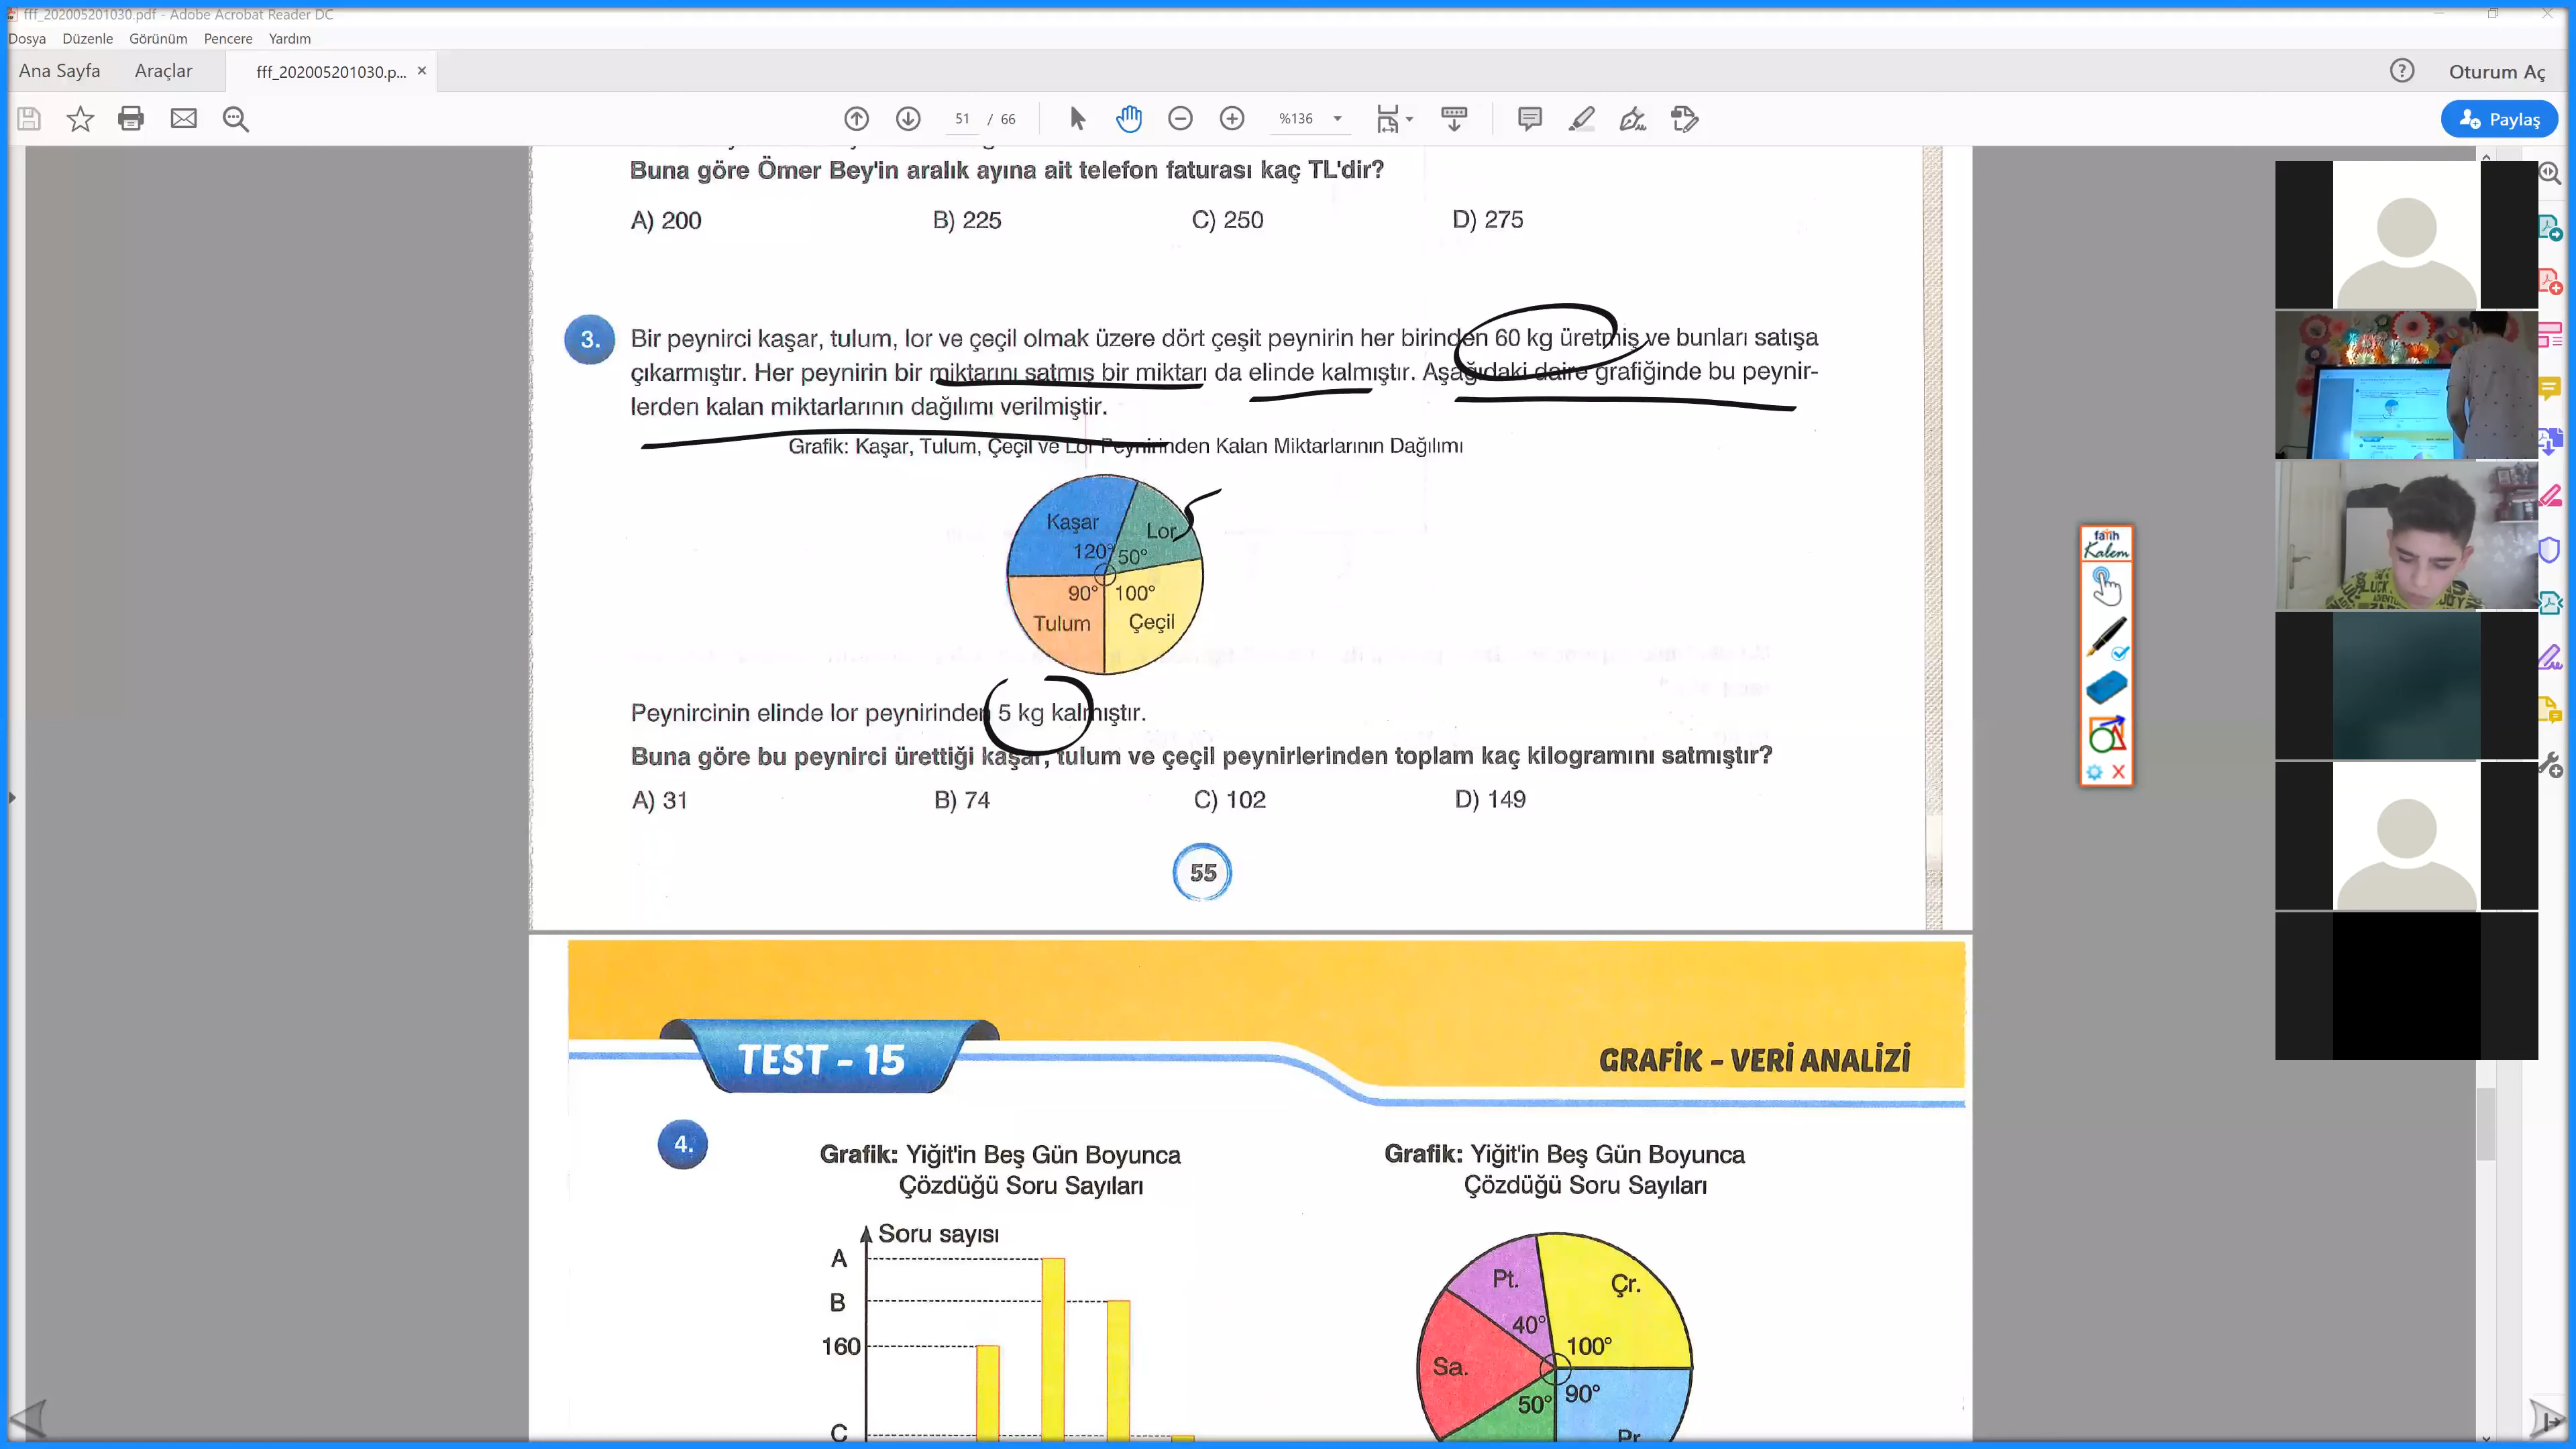 fff_202005201030.pdf - Adobe Acrobat Reader DC
Dosya Düzenle Görünüm Pencere Yardım
Ana Sayfa Araçlar fff_202005201030.p... × Oturum Aç
51 / 66 %136 Paylaş
Buna göre Ömer Bey'in aralık ayına ait telefon faturası kaç TL'dir?
A) 200 B) 225 C) 250 D) 275
3. Bir peynirci kaşar, tulum, lor ve çeçil olmak üzere dört çeşit peynirin her birinden 60 kg üretmiş ve bunları satışa
çıkarmıştır. Her peynirin bir miktarını satmış bir miktarı da elinde kalmıştır. Aşağıdaki daire grafiğinde bu peynir-
lerden kalan miktarlarının dağılımı verilmiştir.
Grafik: Kaşar, Tulum, Çeçil ve Lor Peynirinden Kalan Miktarlarının Dağılımı
Kaşar Lor
120° 50°
90° 100°
Tulum Çeçil
Peynircinin elinde lor peynirinden 5 kg kalmıştır.
Buna göre bu peynirci ürettiği kaşar, tulum ve çeçil peynirlerinden toplam kaç kilogramını satmıştır?
A) 31 B) 74 C) 102 D) 149
55
TEST - 15
GRAFİK - VERİ ANALİZİ
4.
Grafik: Yiğit'in Beş Gün Boyunca
Çözdüğü Soru Sayıları
Soru sayısı
A
B
160
C
Grafik: Yiğit'in Beş Gün Boyunca
Çözdüğü Soru Sayıları
Pt. Çr.
40° 100°
Sa.
50° 90°
Pr.
fatih
Kalem